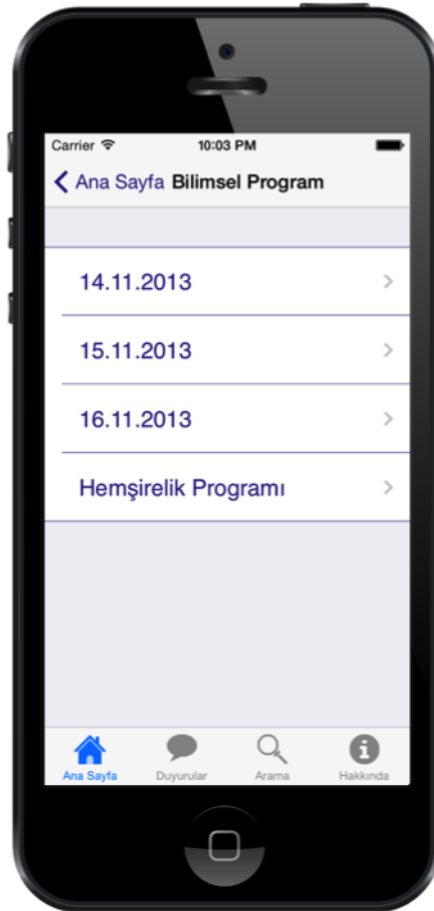 Carrier 10:03 PM
Ana Sayfa Bilimsel Program
14.11.2013
15.11.2013
16.11.2013
Hemşirelik Programı
Ana Sayfa Duyurular Arama Hakkında